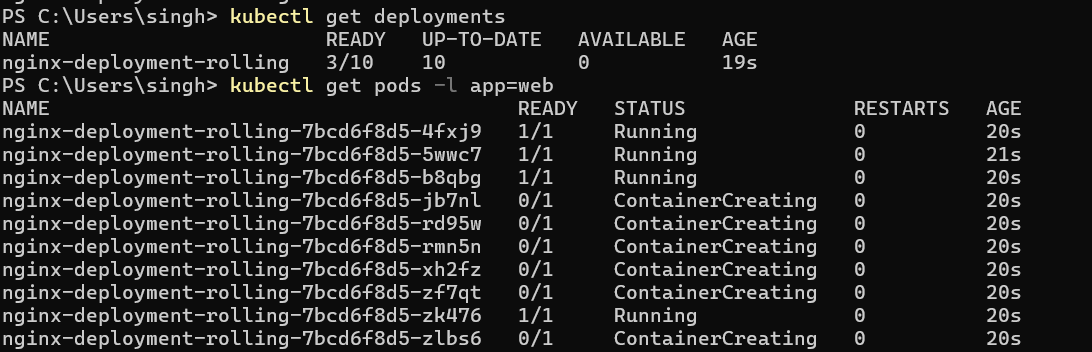 PS C:\Users\singh> kubectl get deployments
NAME READY UP-TO-DATE AVAILABLE AGE
nginx-deployment-rolling 3/10 10 0 19s
PS C:\Users\singh> kubectl get pods -l app=web
NAME READY STATUS RESTARTS AGE
nginx-deployment-rolling-7bcd6f8d5-4fxj9 1/1 Running 0 20s
nginx-deployment-rolling-7bcd6f8d5-5wwc7 1/1 Running 0 21s
nginx-deployment-rolling-7bcd6f8d5-b8qbg 1/1 Running 0 20s
nginx-deployment-rolling-7bcd6f8d5-jb7nl 0/1 ContainerCreating 0 20s
nginx-deployment-rolling-7bcd6f8d5-rd95w 0/1 ContainerCreating 0 20s
nginx-deployment-rolling-7bcd6f8d5-rmn5n 0/1 ContainerCreating 0 20s
nginx-deployment-rolling-7bcd6f8d5-xh2fz 0/1 ContainerCreating 0 20s
nginx-deployment-rolling-7bcd6f8d5-zf7qt 0/1 ContainerCreating 0 20s
nginx-deployment-rolling-7bcd6f8d5-zk476 1/1 Running 0 20s
nginx-deployment-rolling-7bcd6f8d5-zlbs6 0/1 ContainerCreating 0 20s